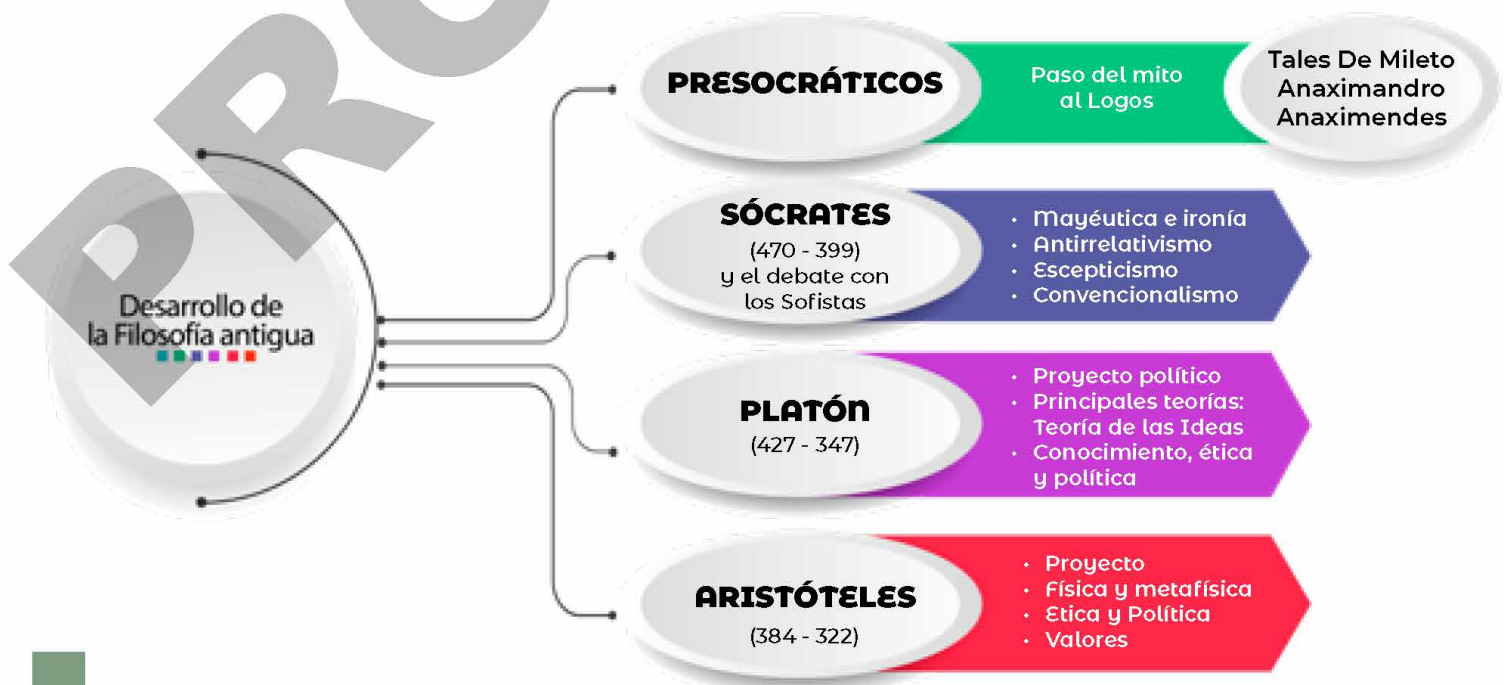 PRO
Desarrollo de
la Filosofía antigua
PRESOCRÁTICOS
Paso del mito
al Logos
Tales De Mileto
Anaximandro
Anaximendes
SÓCRATES
(470 - 399)
y el debate con
los Sofistas
· Mayéutica e ironía
· Antirrelativismo
· Escepticismo
· Convencionalismo
PLATÓN
(427 - 347)
· Proyecto político
· Principales teorías:
Teoría de las Ideas
· Conocimiento, ética
y política
ARISTÓTELES
(384 - 322)
· Proyecto
· Física y metafísica
· Etica y Política
· Valores